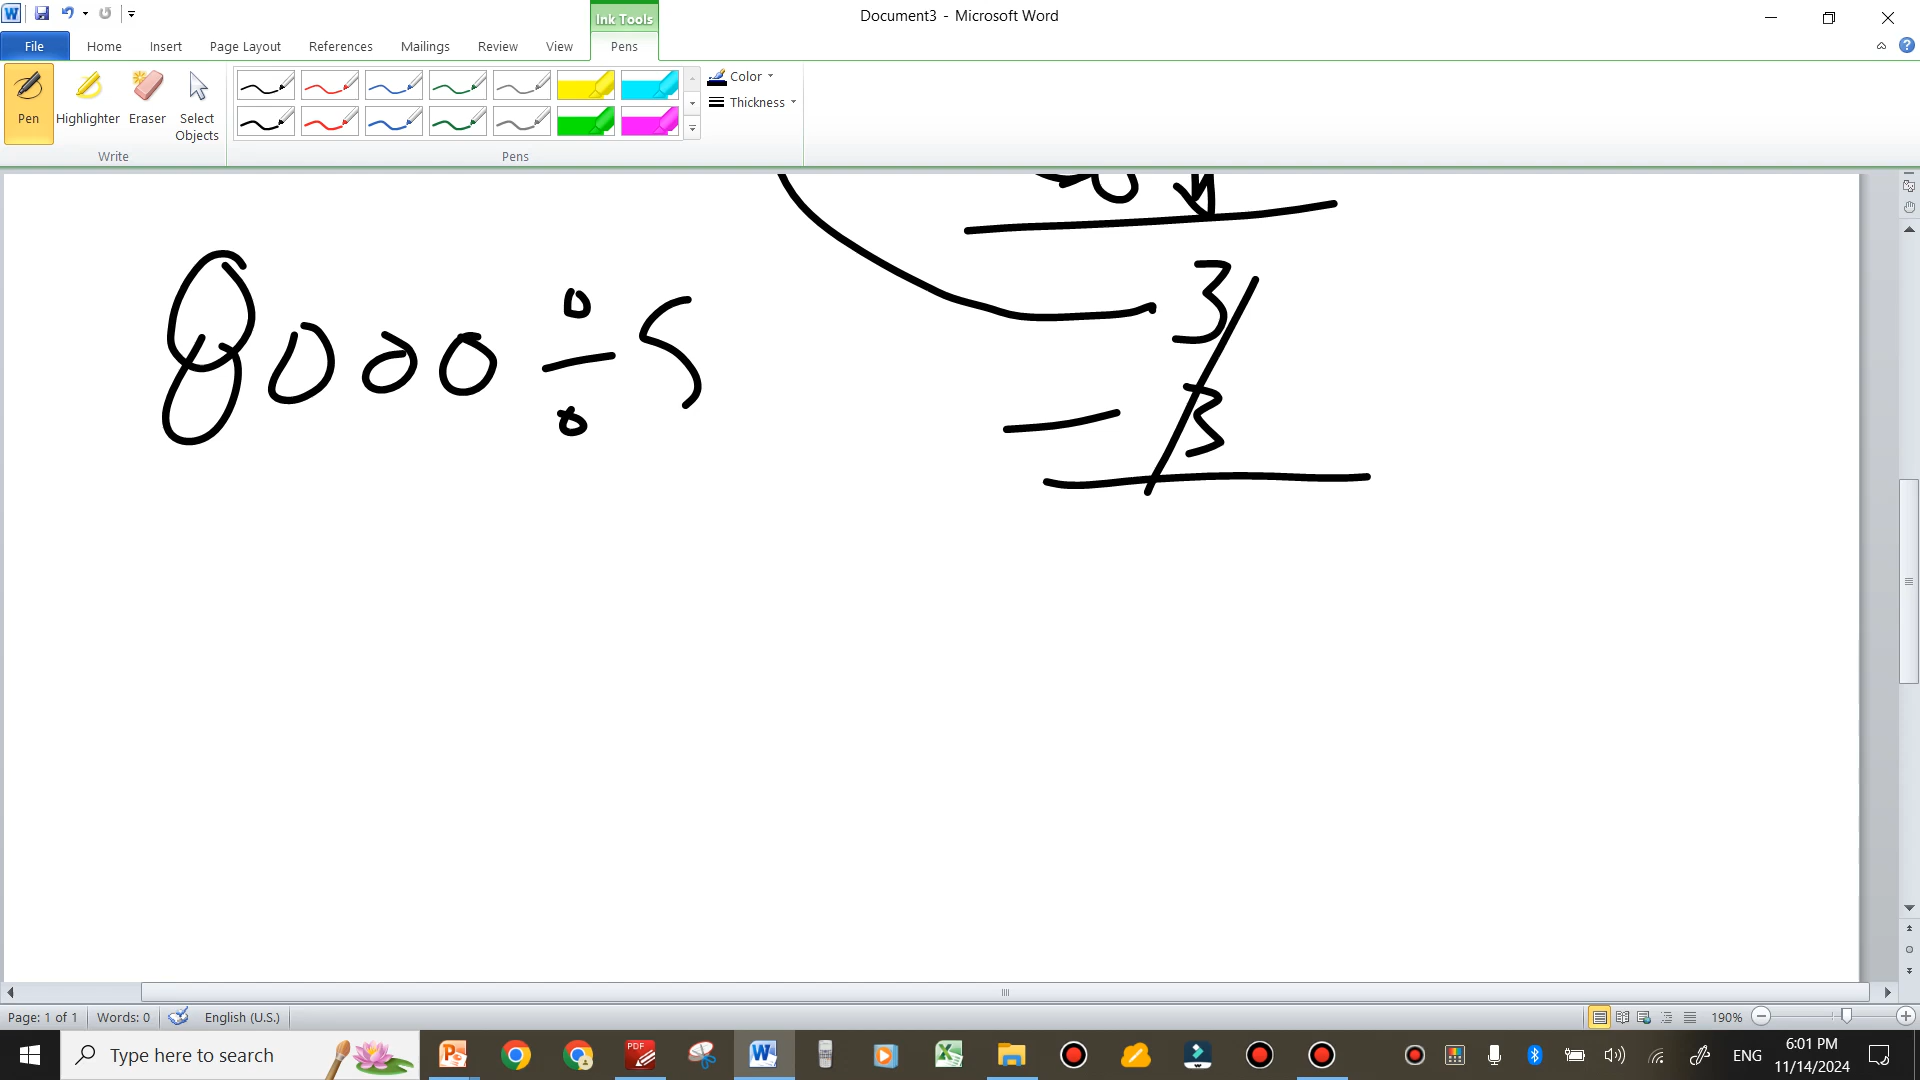 Document3 - Microsoft Word
Ink Tools
File Home Insert Page Layout References Mailings Review View Pens
Pen Highlighter Eraser Select Objects
Color
Thickness
Write Pens
8000 ÷ 5
3
- 3
Page: 1 of 1 Words: 0 English (U.S.) 190%
Type here to search
PDF
ENG
6:01 PM
11/14/2024